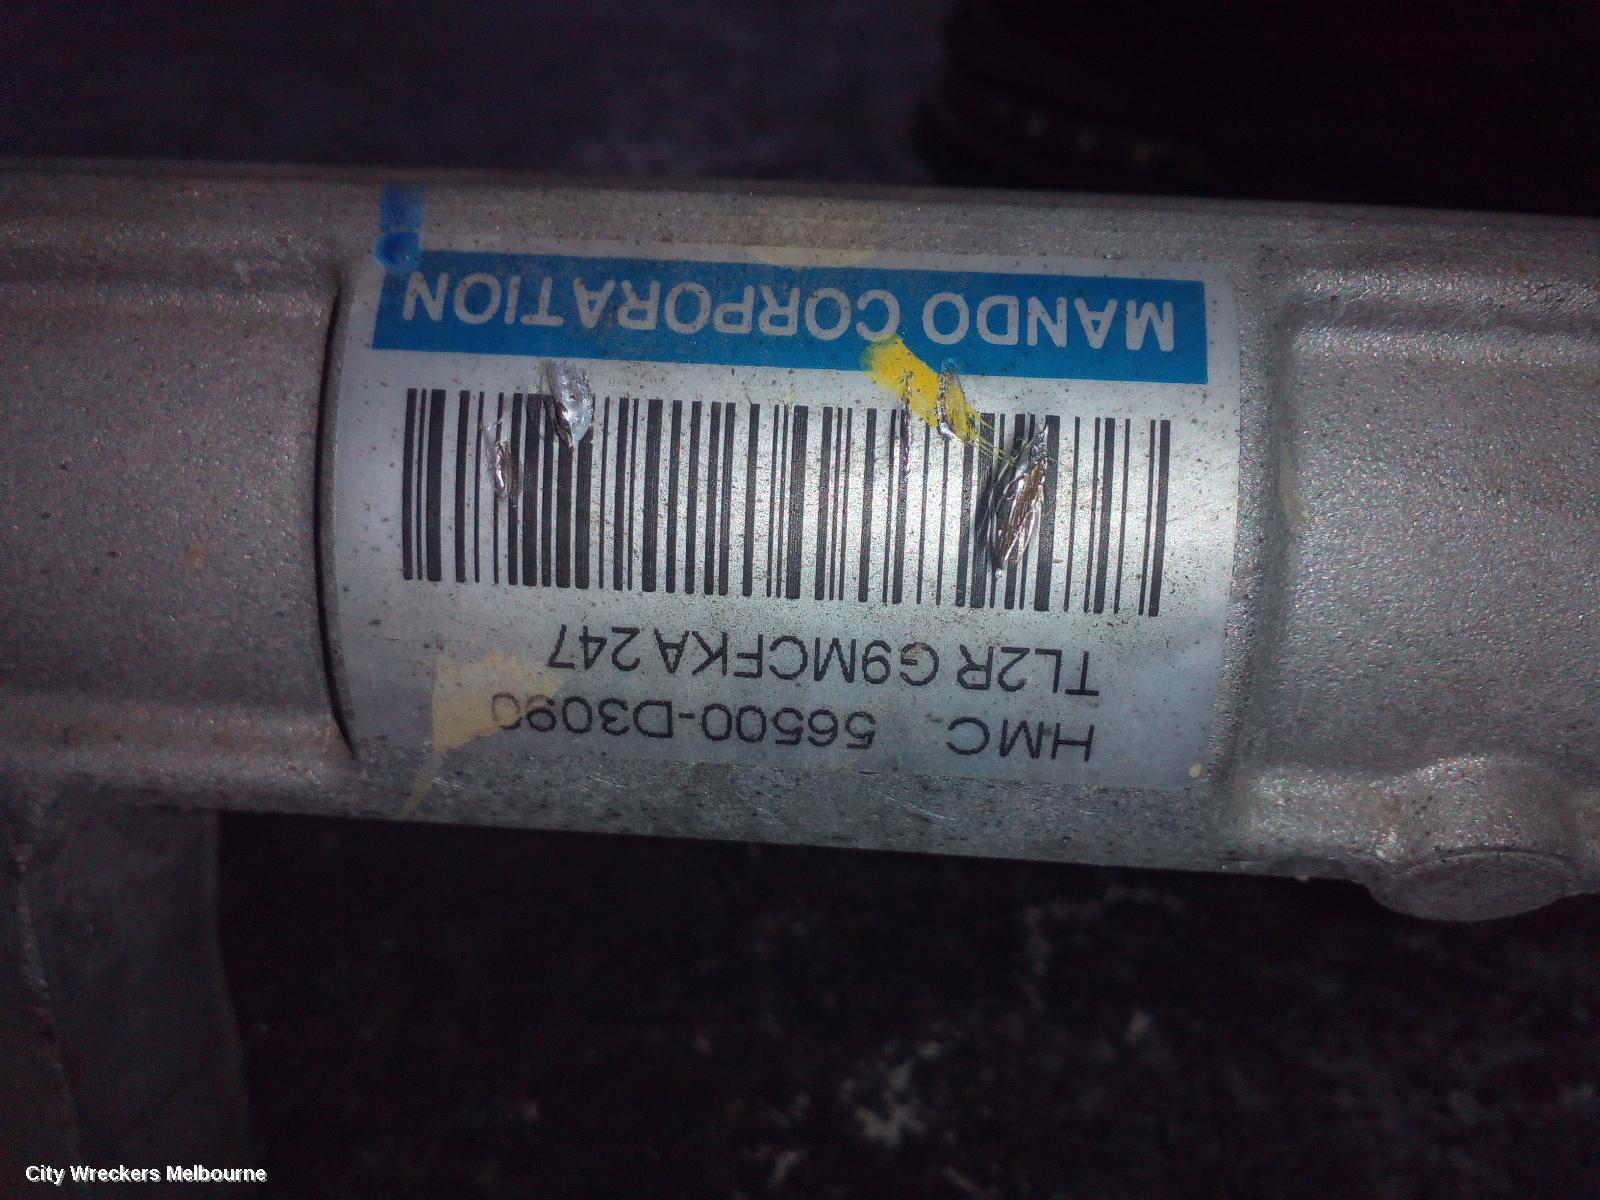 MANDO CORPORATION
TL2R G9MCFKA 247
HMC. 56500-D3090
City Wreckers Melbourne